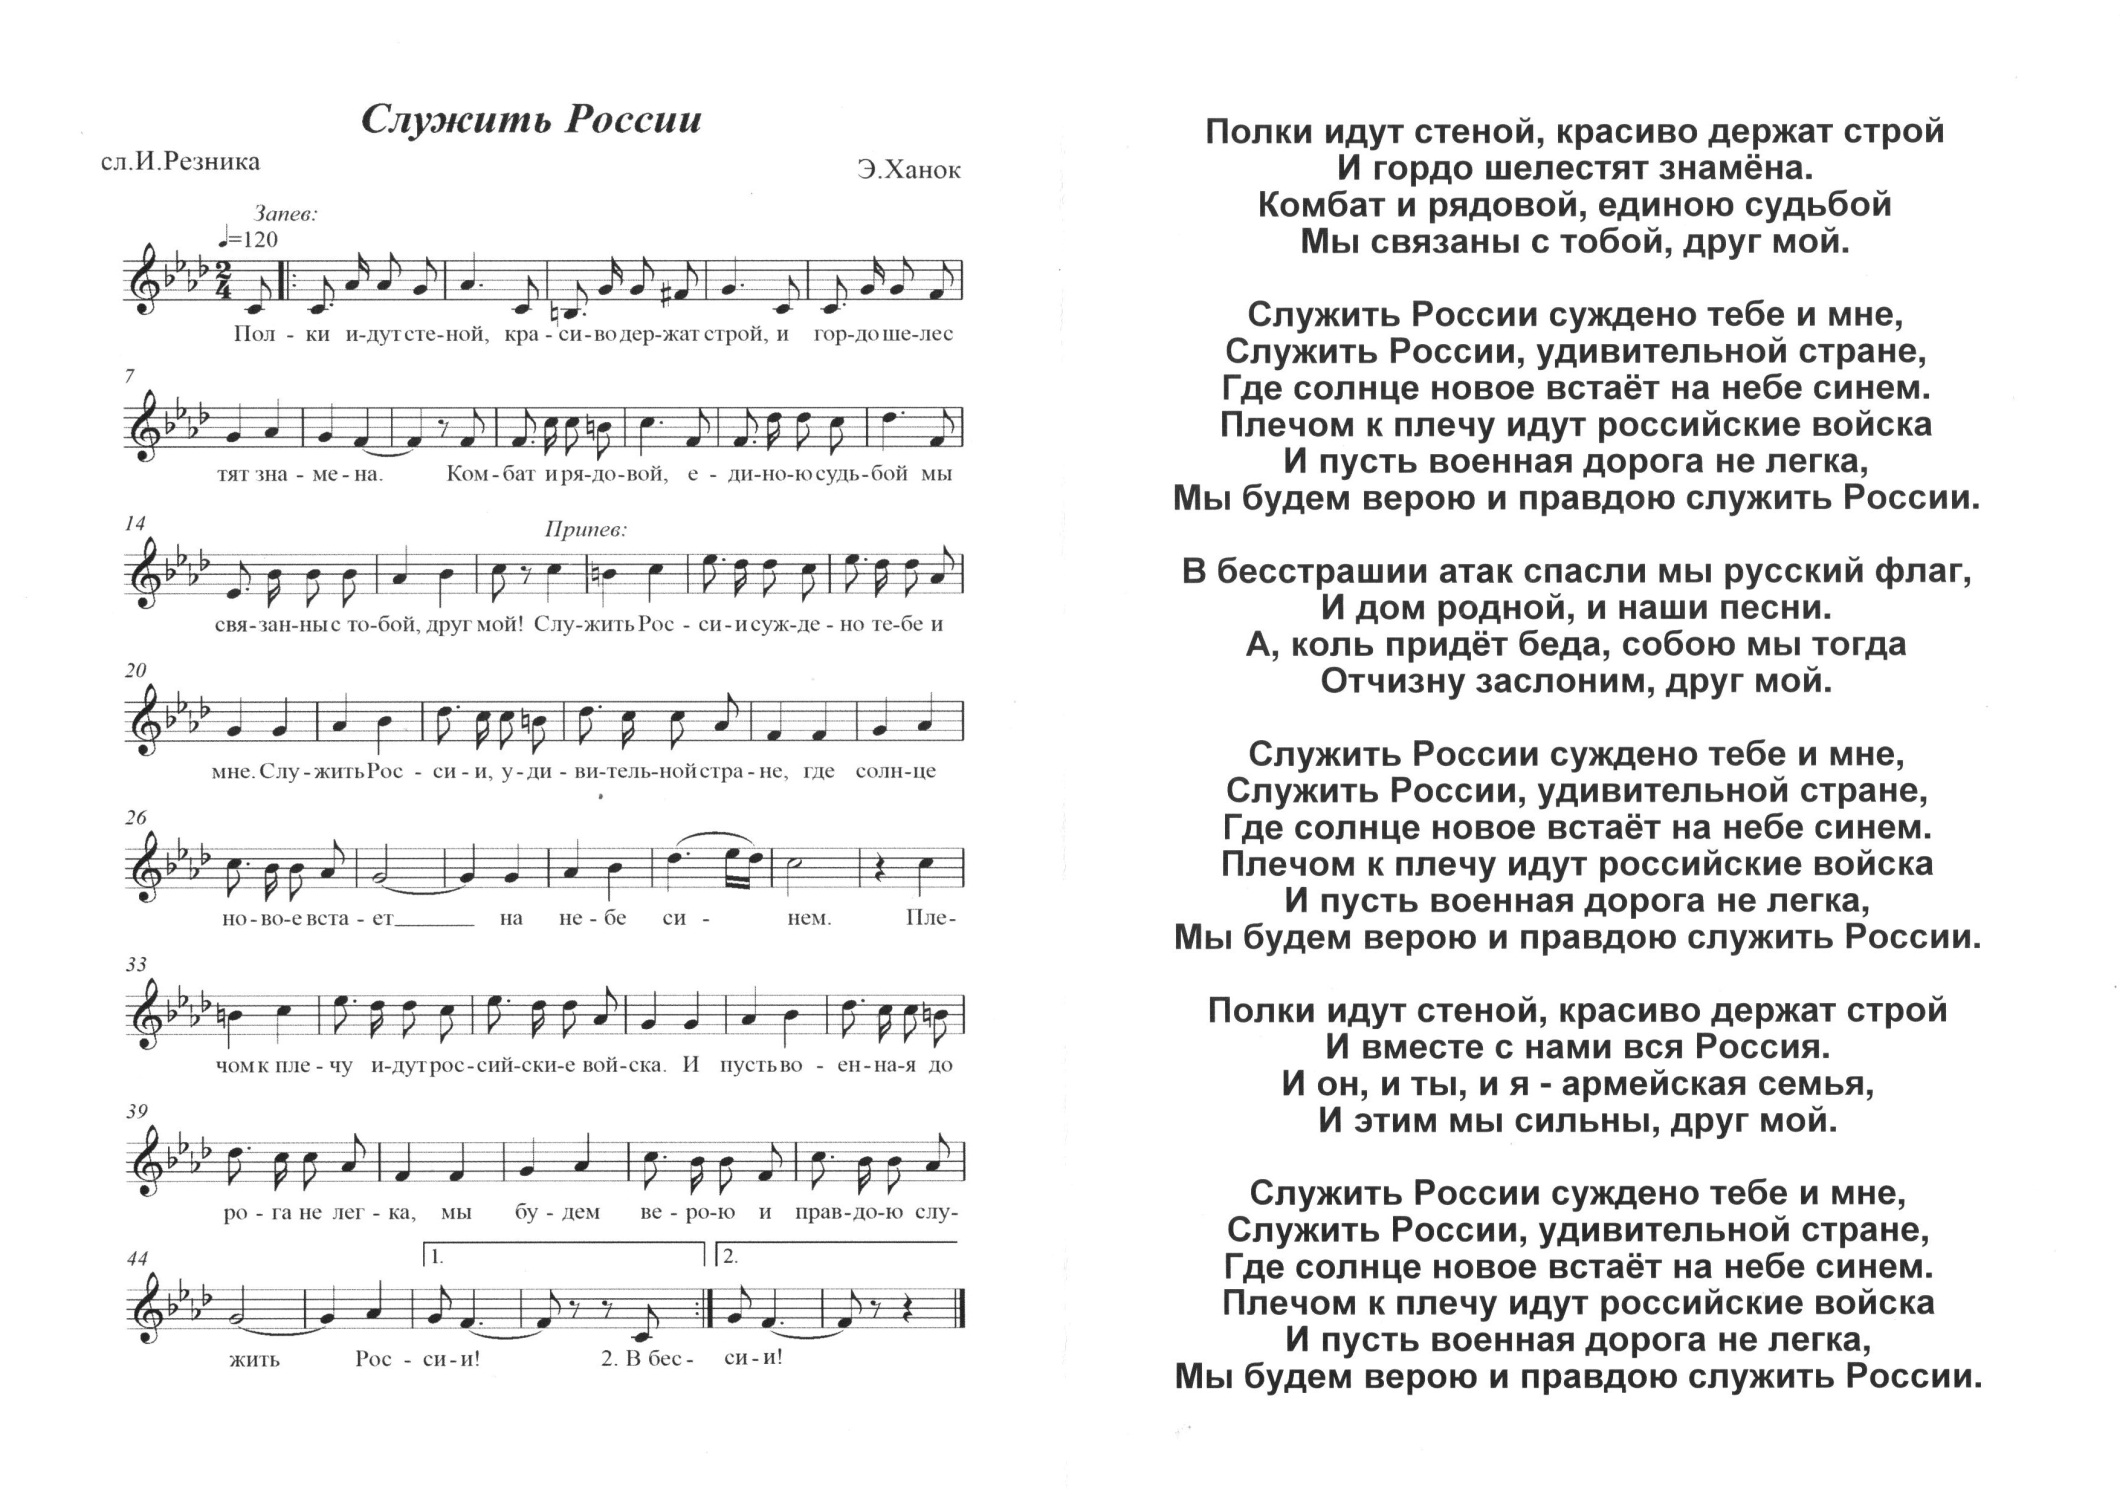 Служить России
сл.И.Резника
Э.Ханок
Запев:
♩=120
2
4
Пол - ки и-дут сте-ной, кра - си-во дер-жат строй, и гор-до ше-лес
7
тят зна - ме - на. Ком - бат и ря-до-вой, е - ди-но-ю судь-бой мы
14
Припев:
свя-зан-ны с то-бой, друг мой! Слу-жить Рос - си-и суж-де - но те-бе и
20
мне. Слу-жить Рос - си - и, у-ди - ви-тель-ной стра-не, где солн-це
26
но-во-е вста - ет______ на не - бе си - нем. Пле-
33
чом к пле - чу и-дут рос-сий-ски-е вой-ска. И пусть во - ен-на-я до
39
ро - га не лег - ка, мы бу - дем ве - ро-ю и прав-до-ю слу-
44
1.
2.
жить Рос - си-и! 2. В бес - си-и!
Полки идут стеной, красиво держат строй
И гордо шелестят знамёна.
Комбат и рядовой, единою судьбой
Мы связаны с тобой, друг мой.
Служить России суждено тебе и мне,
Служить России, удивительной стране,
Где солнце новое встаёт на небе синем.
Плечом к плечу идут российские войска
И пусть военная дорога не легка,
Мы будем верою и правдою служить России.
В бесстрашии атак спасли мы русский флаг,
И дом родной, и наши песни.
А, коль придёт беда, собою мы тогда
Отчизну заслоним, друг мой.
Служить России суждено тебе и мне,
Служить России, удивительной стране,
Где солнце новое встаёт на небе синем.
Плечом к плечу идут российские войска
И пусть военная дорога не легка,
Мы будем верою и правдою служить России.
Полки идут стеной, красиво держат строй
И вместе с нами вся Россия.
И он, и ты, и я - армейская семья,
И этим мы сильны, друг мой.
Служить России суждено тебе и мне,
Служить России, удивительной стране,
Где солнце новое встаёт на небе синем.
Плечом к плечу идут российские войска
И пусть военная дорога не легка,
Мы будем верою и правдою служить России.